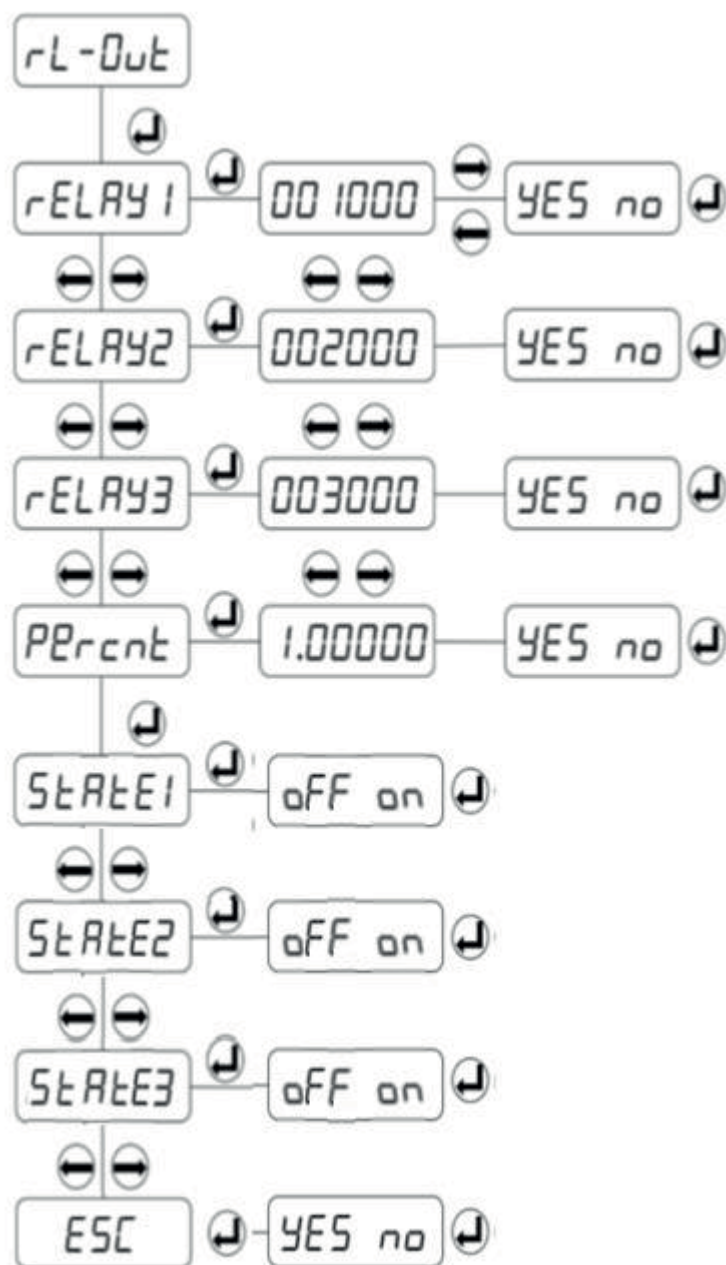 rL-Out
rELAY1 001000 YES no
rELAY2 002000 YES no
rELAY3 003000 YES no
PErcnt 1.00000 YES no
StAtE1 oFF on
StAtE2 oFF on
StAtE3 oFF on
ESC YES no